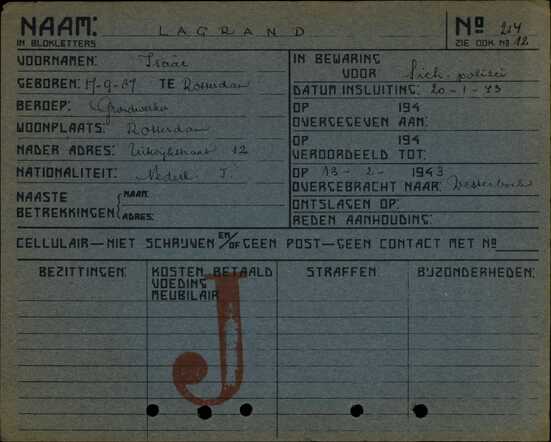 NAAM: LAGRAND
IN BLOKLETTERS
No 214
ZIE OOK No 12
VOORNAMEN: Isaäc
GEBOREN: 17-9-87 TE Rotterdam
BEROEP: Grondwerker
WOONPLAATS: Rotterdam
NADER ADRES: 12
NATIONALITEIT: Nederl. J.
NAASTE BETREKKINGEN
NAAM:
ADRES:
IN BEWARING VOOR Sich. polizei
DATUM INSLUITING: 20-1-43
OP 194
OVERGEGEVEN AAN:
OP 194
VEROORDEELD TOT:
OP 13-2-1943
OVERGEBRACHT NAAR: Westerbork
ONTSLAGEN OP:
REDEN AANHOUDING:
CELLULAIR—NIET SCHRIJVEN EN/OF GEEN POST—GEEN CONTACT MET No
BEZITTINGEN:
KOSTEN BETAALD
VOEDING
MEUBILAIR
STRAFFEN
BIJZONDERHEDEN:
J